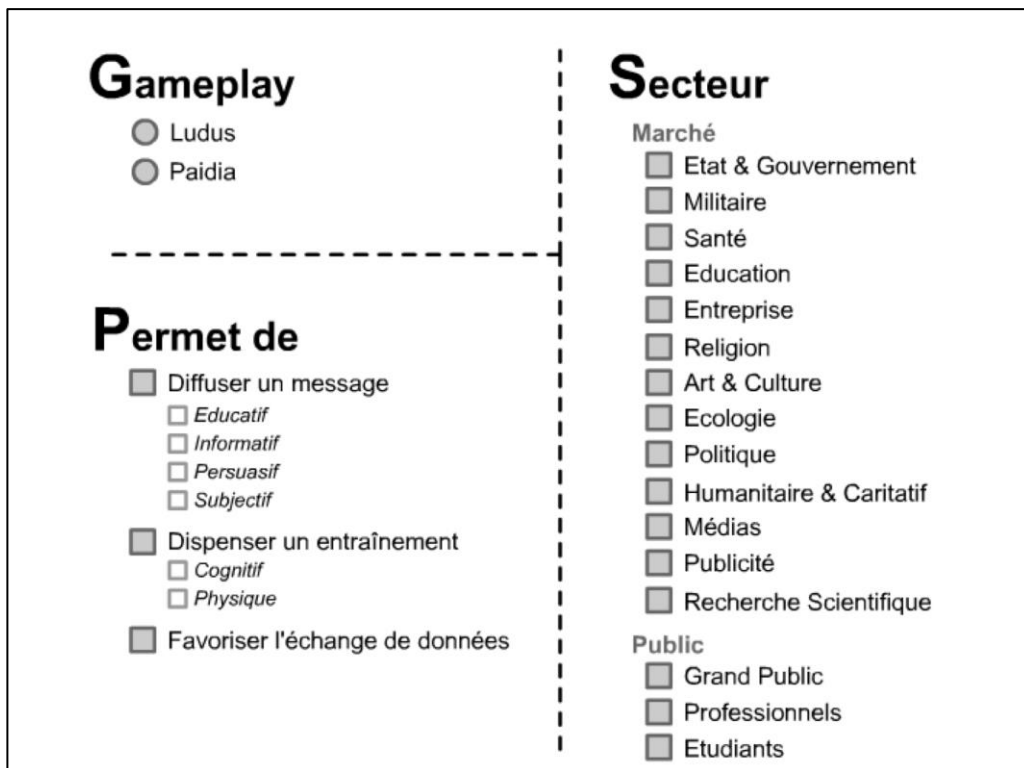 Gameplay
Ludus
Paidia
Permet de
Diffuser un message
Educatif
Informatif
Persuasif
Subjectif
Dispenser un entraînement
Cognitif
Physique
Favoriser l'échange de données
Secteur
Marché
Etat & Gouvernement
Militaire
Santé
Education
Entreprise
Religion
Art & Culture
Ecologie
Politique
Humanitaire & Caritatif
Médias
Publicité
Recherche Scientifique
Public
Grand Public
Professionnels
Etudiants